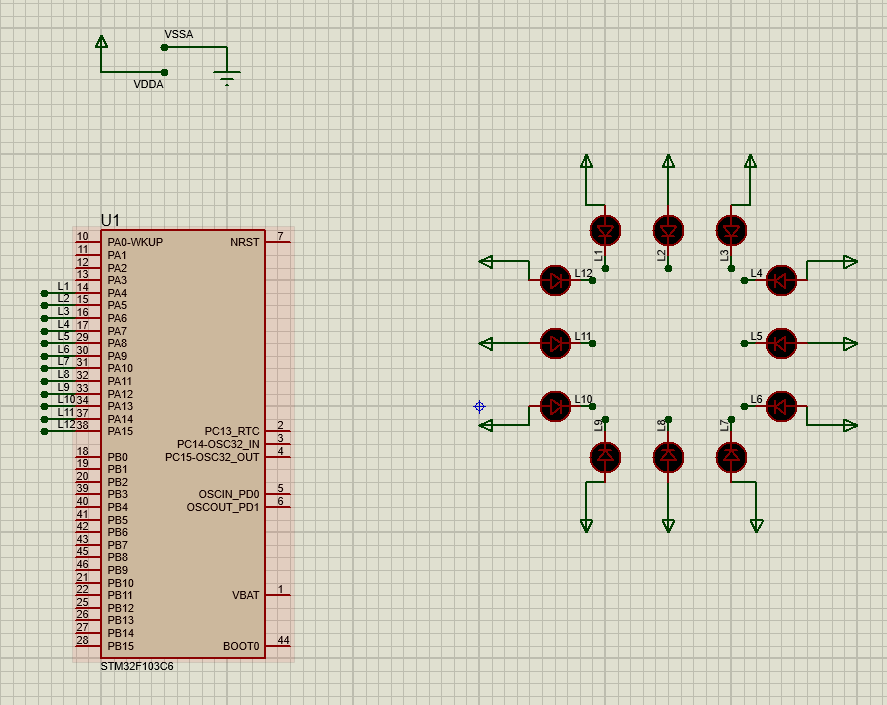 VSSA
VDDA
U1
10 PA0-WKUP NRST 7
11 PA1
12 PA2
13 PA3
L1 14 PA4
L2 15 PA5
L3 16 PA6
L4 17 PA7
L5 29 PA8
L6 30 PA9
L7 31 PA10
L8 32 PA11
L9 33 PA12
L10 34 PA13
L11 37 PA14
L12 38 PA15
PC13_RTC 2
PC14-OSC32_IN 3
18 PB0 PC15-OSC32_OUT 4
19 PB1
20 PB2
39 PB3 OSCIN_PD0 5
40 PB4 OSCOUT_PD1 6
41 PB5
42 PB6
43 PB7
45 PB8
46 PB9
21 PB10
22 PB11 VBAT 1
25 PB12
26 PB13
27 PB14
28 PB15 BOOT0 44
STM32F103C6
L1
L2
L3
L12
L4
L11
L5
L10
L6
L9
L8
L7